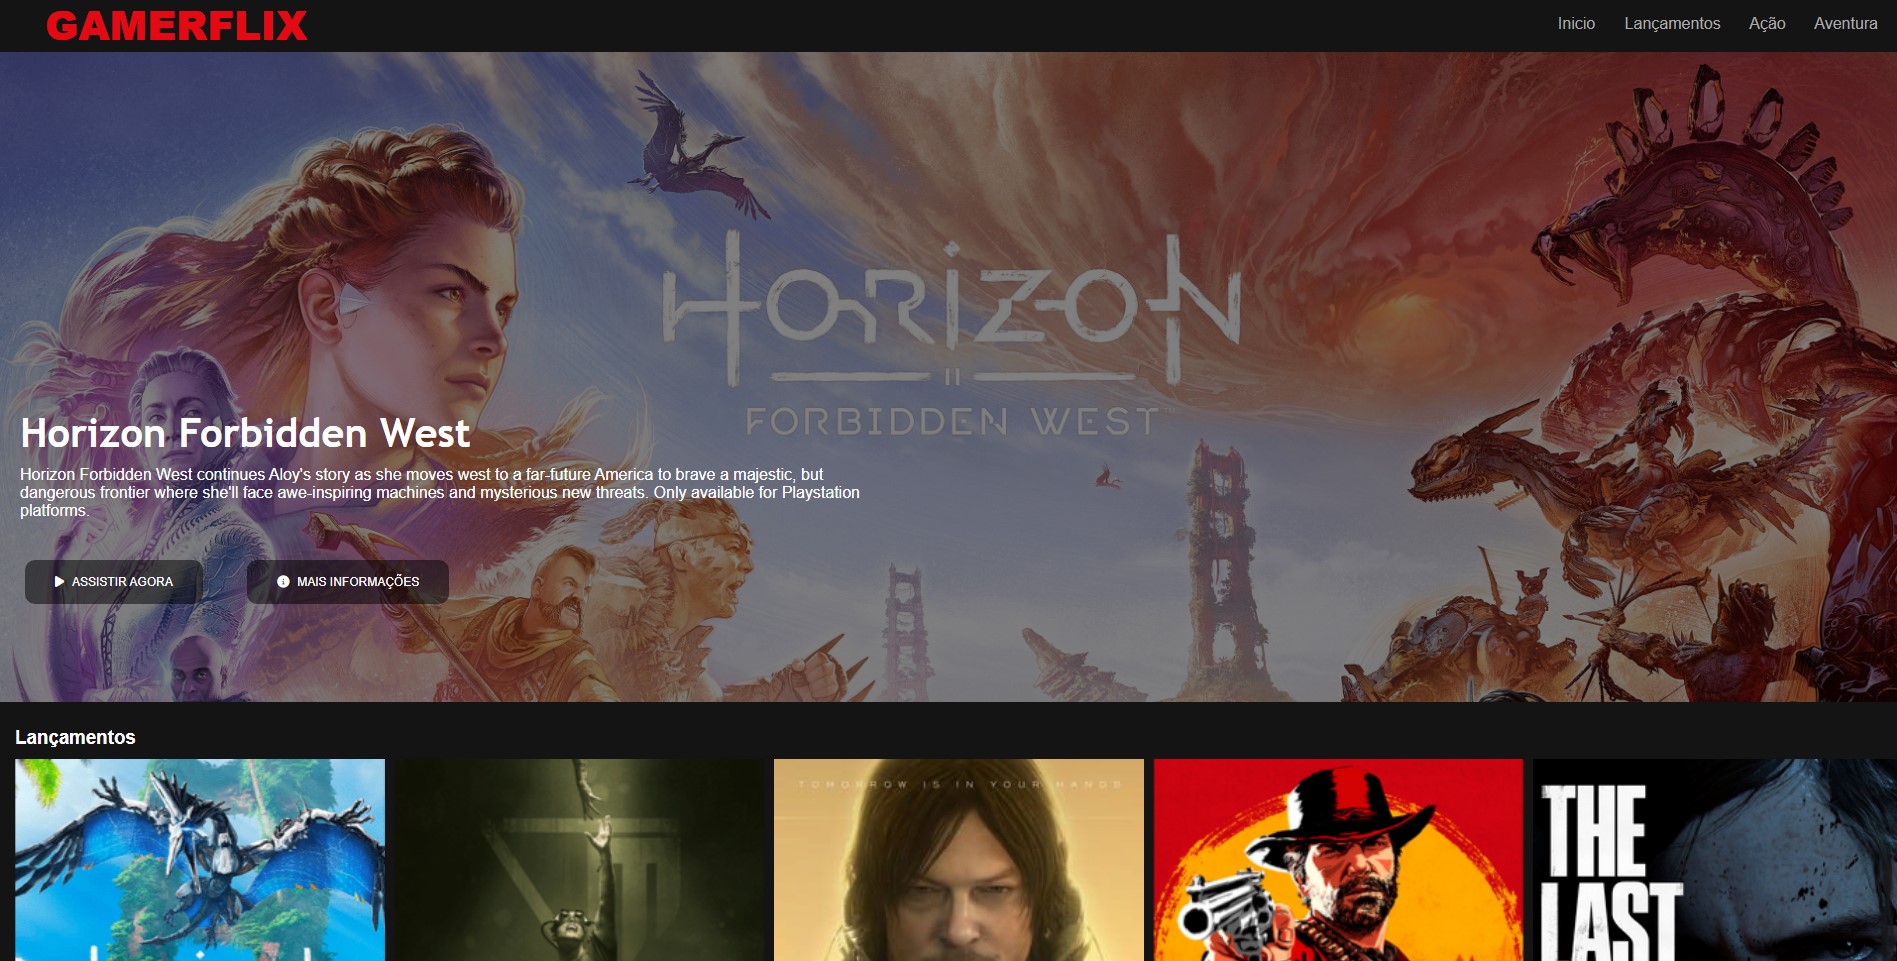 GAMERFLIX
Inicio Lançamentos Ação Aventura
HORIZON
II
FORBIDDEN WEST
Horizon Forbidden West
Horizon Forbidden West continues Aloy's story as she moves west to a far-future America to brave a majestic, but
dangerous frontier where she'll face awe-inspiring machines and mysterious new threats. Only available for Playstation
platforms.
ASSISTIR AGORA MAIS INFORMAÇÕES
Lançamentos
TOMORROW IS IN YOUR HANDS
THE
LAST